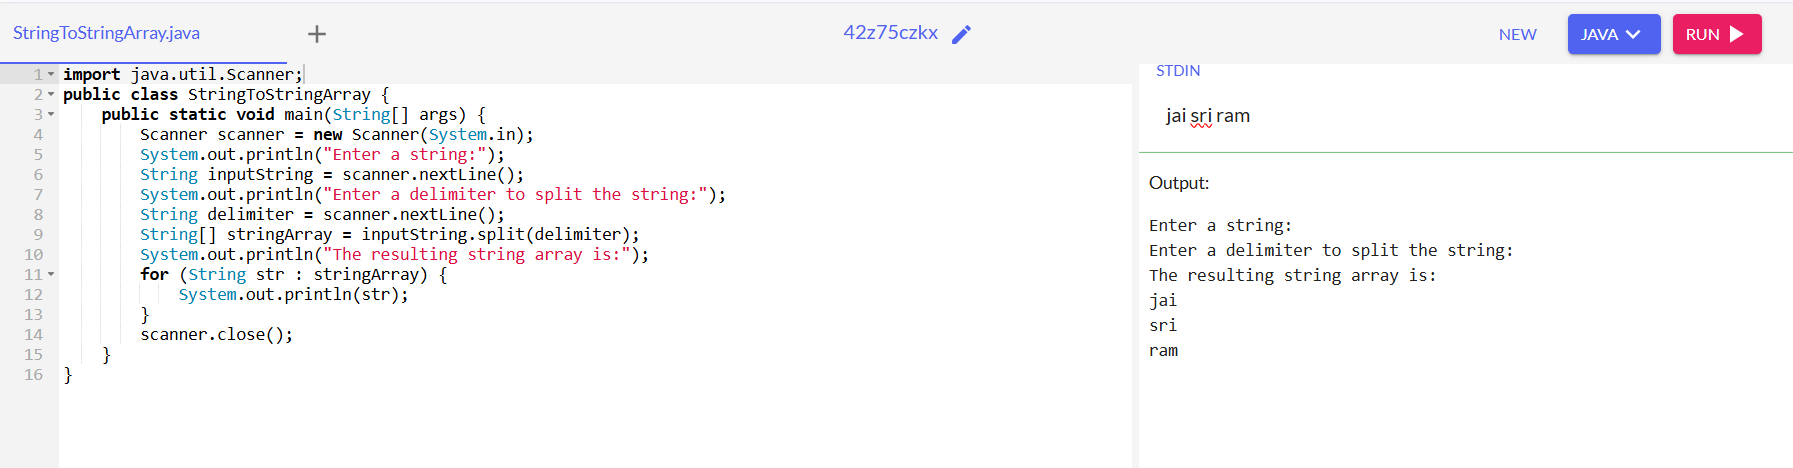 StringToStringArray.java
+
42z75czkx
NEW
JAVA
RUN
1 import java.util.Scanner;
2 public class StringToStringArray {
3     public static void main(String[] args) {
4         Scanner scanner = new Scanner(System.in);
5         System.out.println("Enter a string:");
6         String inputString = scanner.nextLine();
7         System.out.println("Enter a delimiter to split the string:");
8         String delimiter = scanner.nextLine();
9         String[] stringArray = inputString.split(delimiter);
10         System.out.println("The resulting string array is:");
11         for (String str : stringArray) {
12             System.out.println(str);
13         }
14         scanner.close();
15     }
16 }
STDIN
jai sri ram
Output:
Enter a string:
Enter a delimiter to split the string:
The resulting string array is:
jai
sri
ram